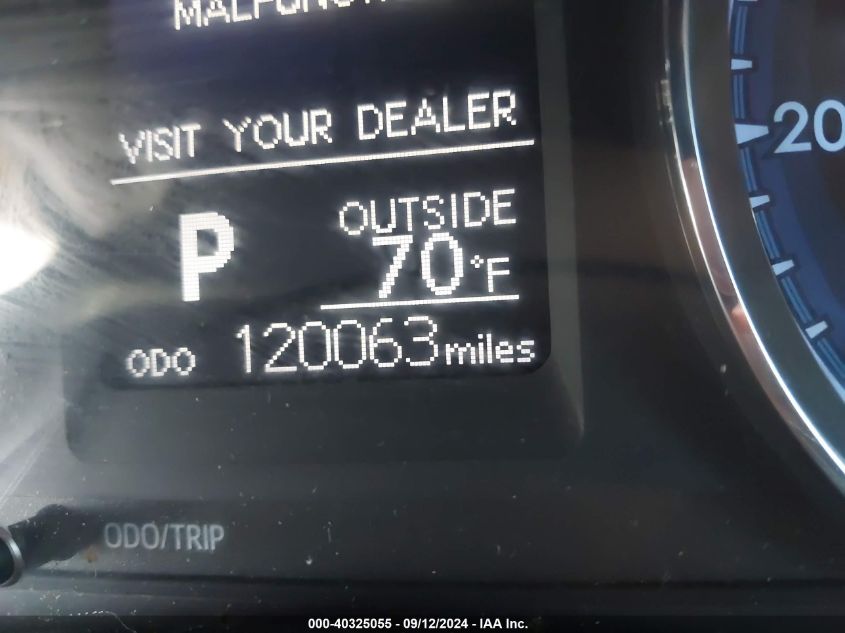 VISIT YOUR DEALER
P
OUTSIDE
70°F
ODO 120063 miles
20
ODO/TRIP
000-40325055 - 09/12/2024 - IAA Inc.